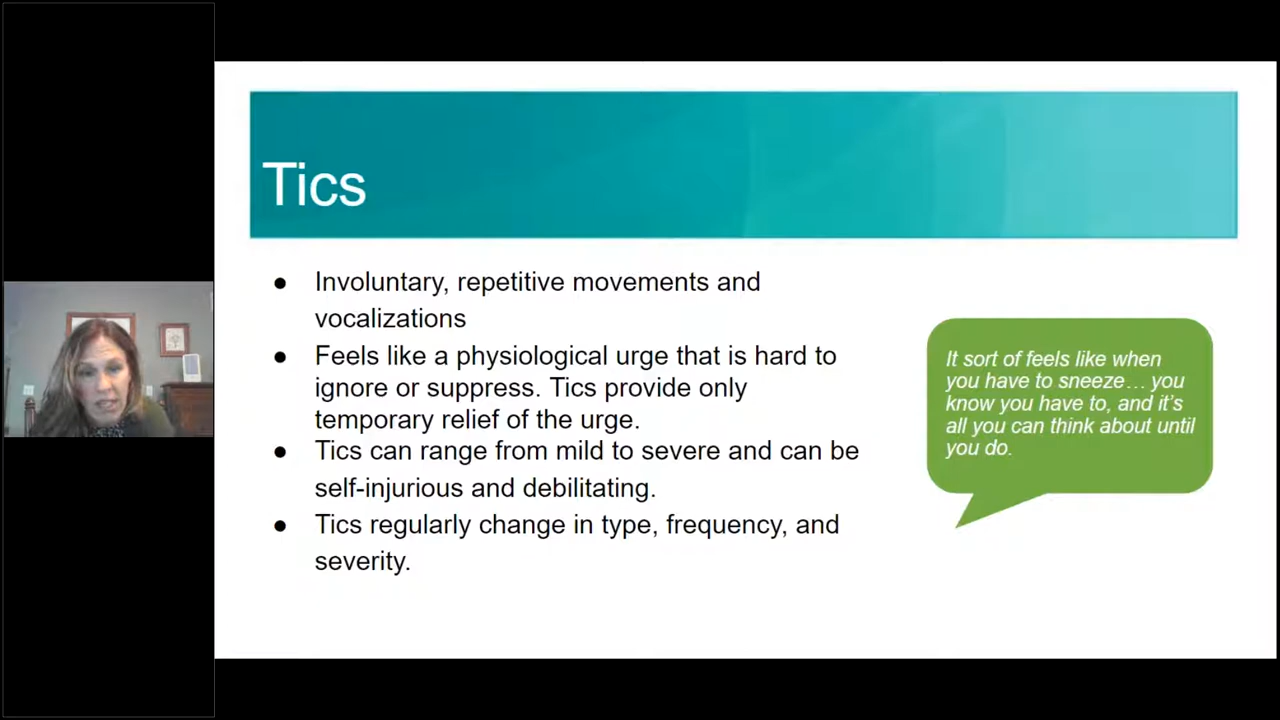 Tics
● Involuntary, repetitive movements and
vocalizations
● Feels like a physiological urge that is hard to
ignore or suppress. Tics provide only
temporary relief of the urge.
● Tics can range from mild to severe and can be
self-injurious and debilitating.
● Tics regularly change in type, frequency, and
severity.
It sort of feels like when
you have to sneeze… you
know you have to, and it's
all you can think about until
you do.